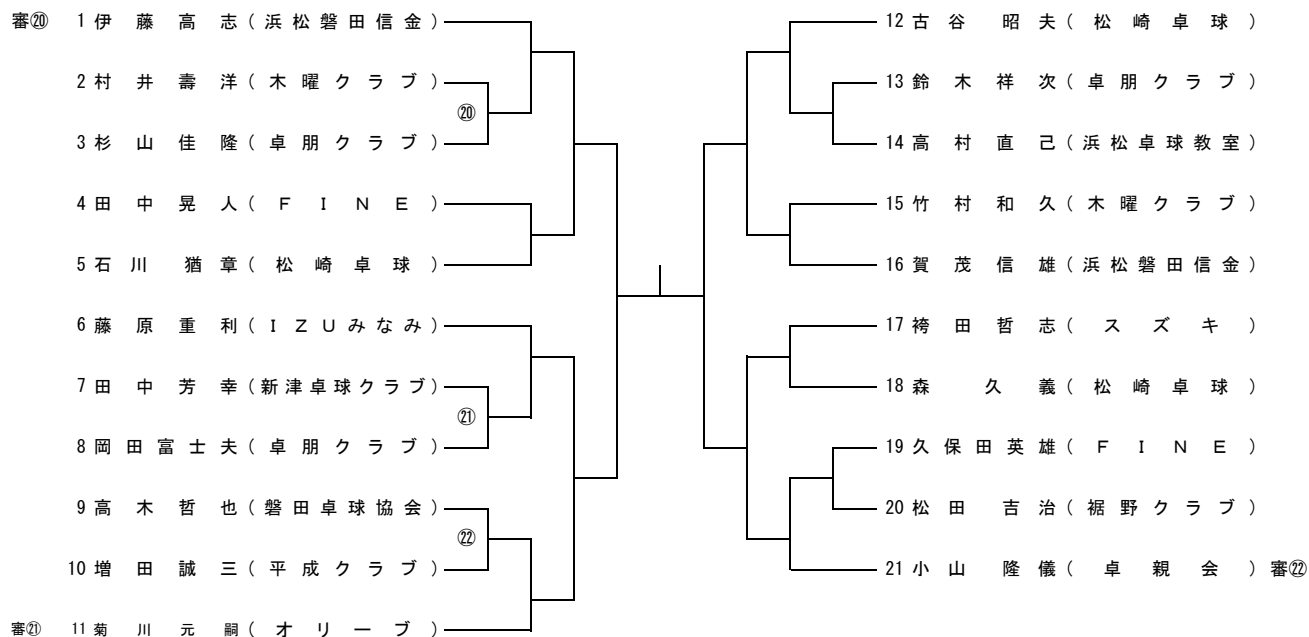 審⑳ 1 伊藤高志(浜松磐田信金)
2 村井壽洋(木曜クラブ)
⑳
3 杉山佳隆(卓朋クラブ)
4 田中晃人(FINE)
5 石川猶章(松崎卓球)
6 藤原重利(IZUみなみ)
7 田中芳幸(新津卓球クラブ)
㉑
8 岡田富士夫(卓朋クラブ)
9 高木哲也(磐田卓球協会)
㉒
10 増田誠三(平成クラブ)
審㉑ 11 菊川元嗣(オリーブ)
12 古谷昭夫(松崎卓球)
13 鈴木祥次(卓朋クラブ)
14 高村直己(浜松卓球教室)
15 竹村和久(木曜クラブ)
16 賀茂信雄(浜松磐田信金)
17 袴田哲志(スズキ)
18 森久義(松崎卓球)
19 久保田英雄(FINE)
20 松田吉治(裾野クラブ)
21 小山隆儀(卓親会) 審㉒